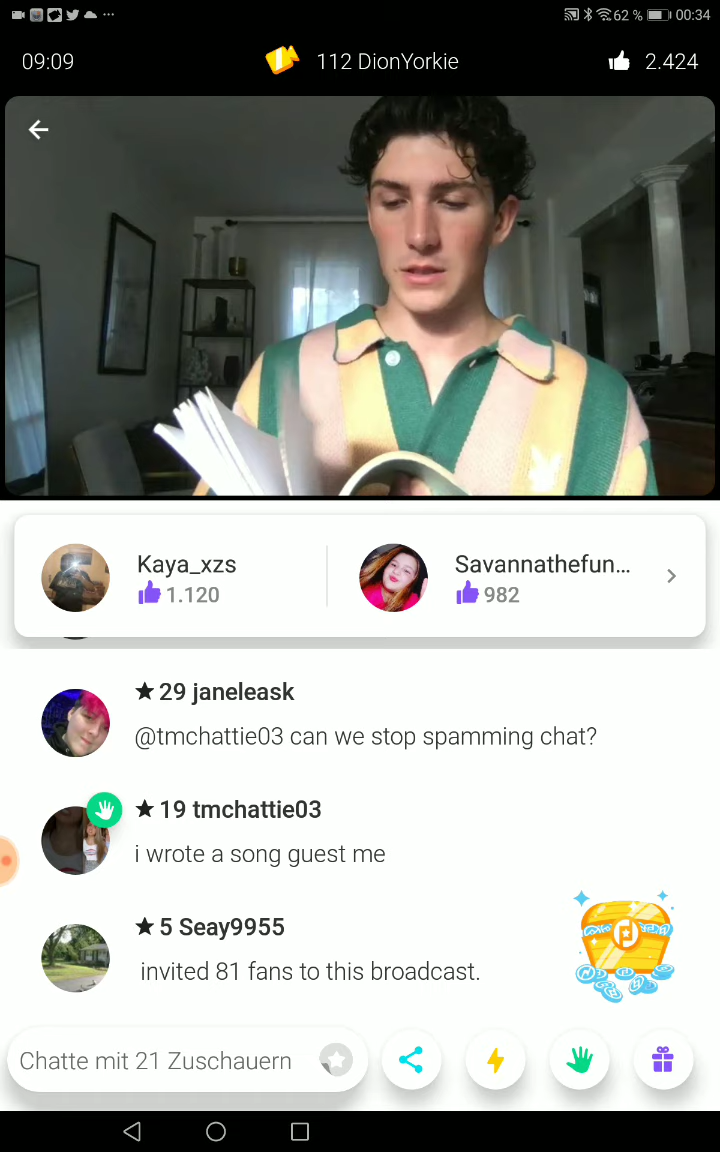 62 % 00:34
09:09 112 DionYorkie 2.424
Kaya_xzs Savannathefun...
1.120 982
★ 29 janeleask
@tmchattie03 can we stop spamming chat?
★ 19 tmchattie03
i wrote a song guest me
★ 5 Seay9955
invited 81 fans to this broadcast.
Chatte mit 21 Zuschauern